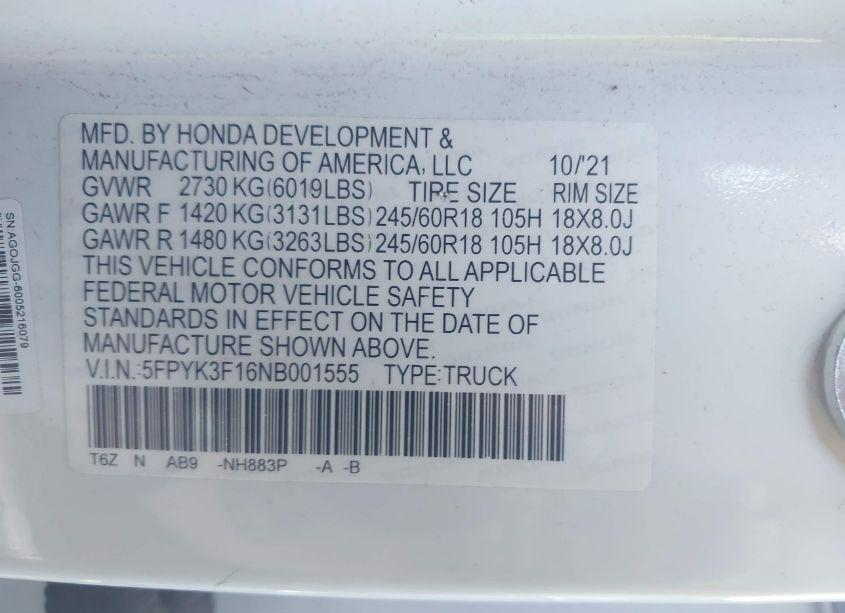 MFD. BY HONDA DEVELOPMENT &
MANUFACTURING OF AMERICA, LLC 10/'21
GVWR 2730 KG(6019LBS) TIRE SIZE RIM SIZE
GAWR F 1420 KG(3131LBS) 245/60R18 105H 18X8.0J
GAWR R 1480 KG(3263LBS) 245/60R18 105H 18X8.0J
THIS VEHICLE CONFORMS TO ALL APPLICABLE
FEDERAL MOTOR VEHICLE SAFETY
STANDARDS IN EFFECT ON THE DATE OF
MANUFACTURE SHOWN ABOVE.
V.I.N.:5FPYK3F16NB001555 TYPE:TRUCK
T6Z N AB9 -NH883P -A -B
SN:AGOJGG-6005216079